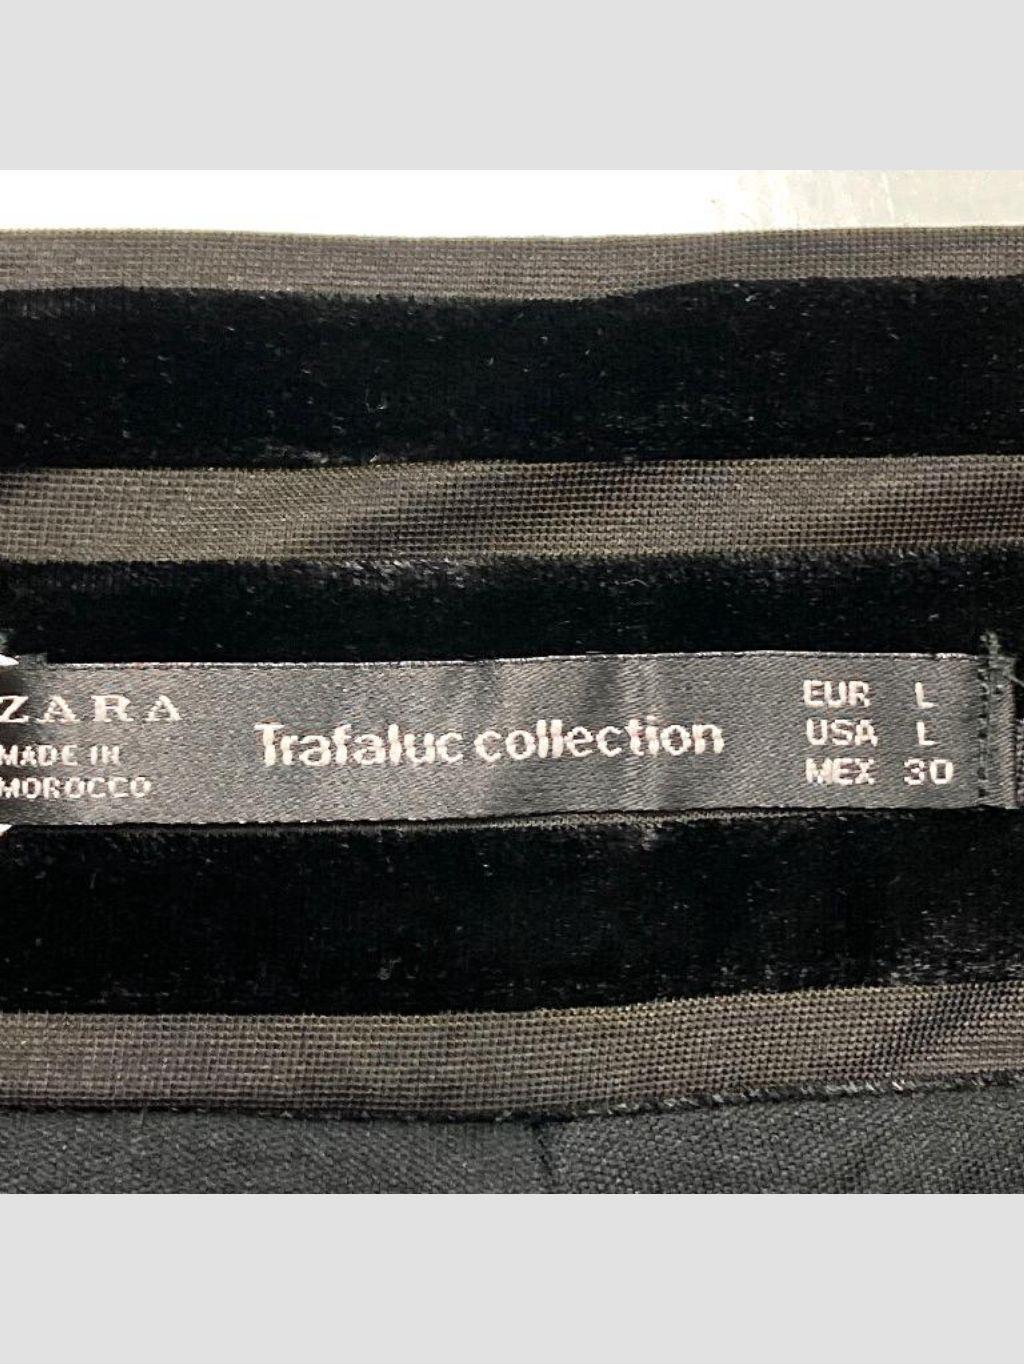 ZARA
MADE IN
MOROCCO
Trafaluc collection
EUR L
USA L
MEX 30